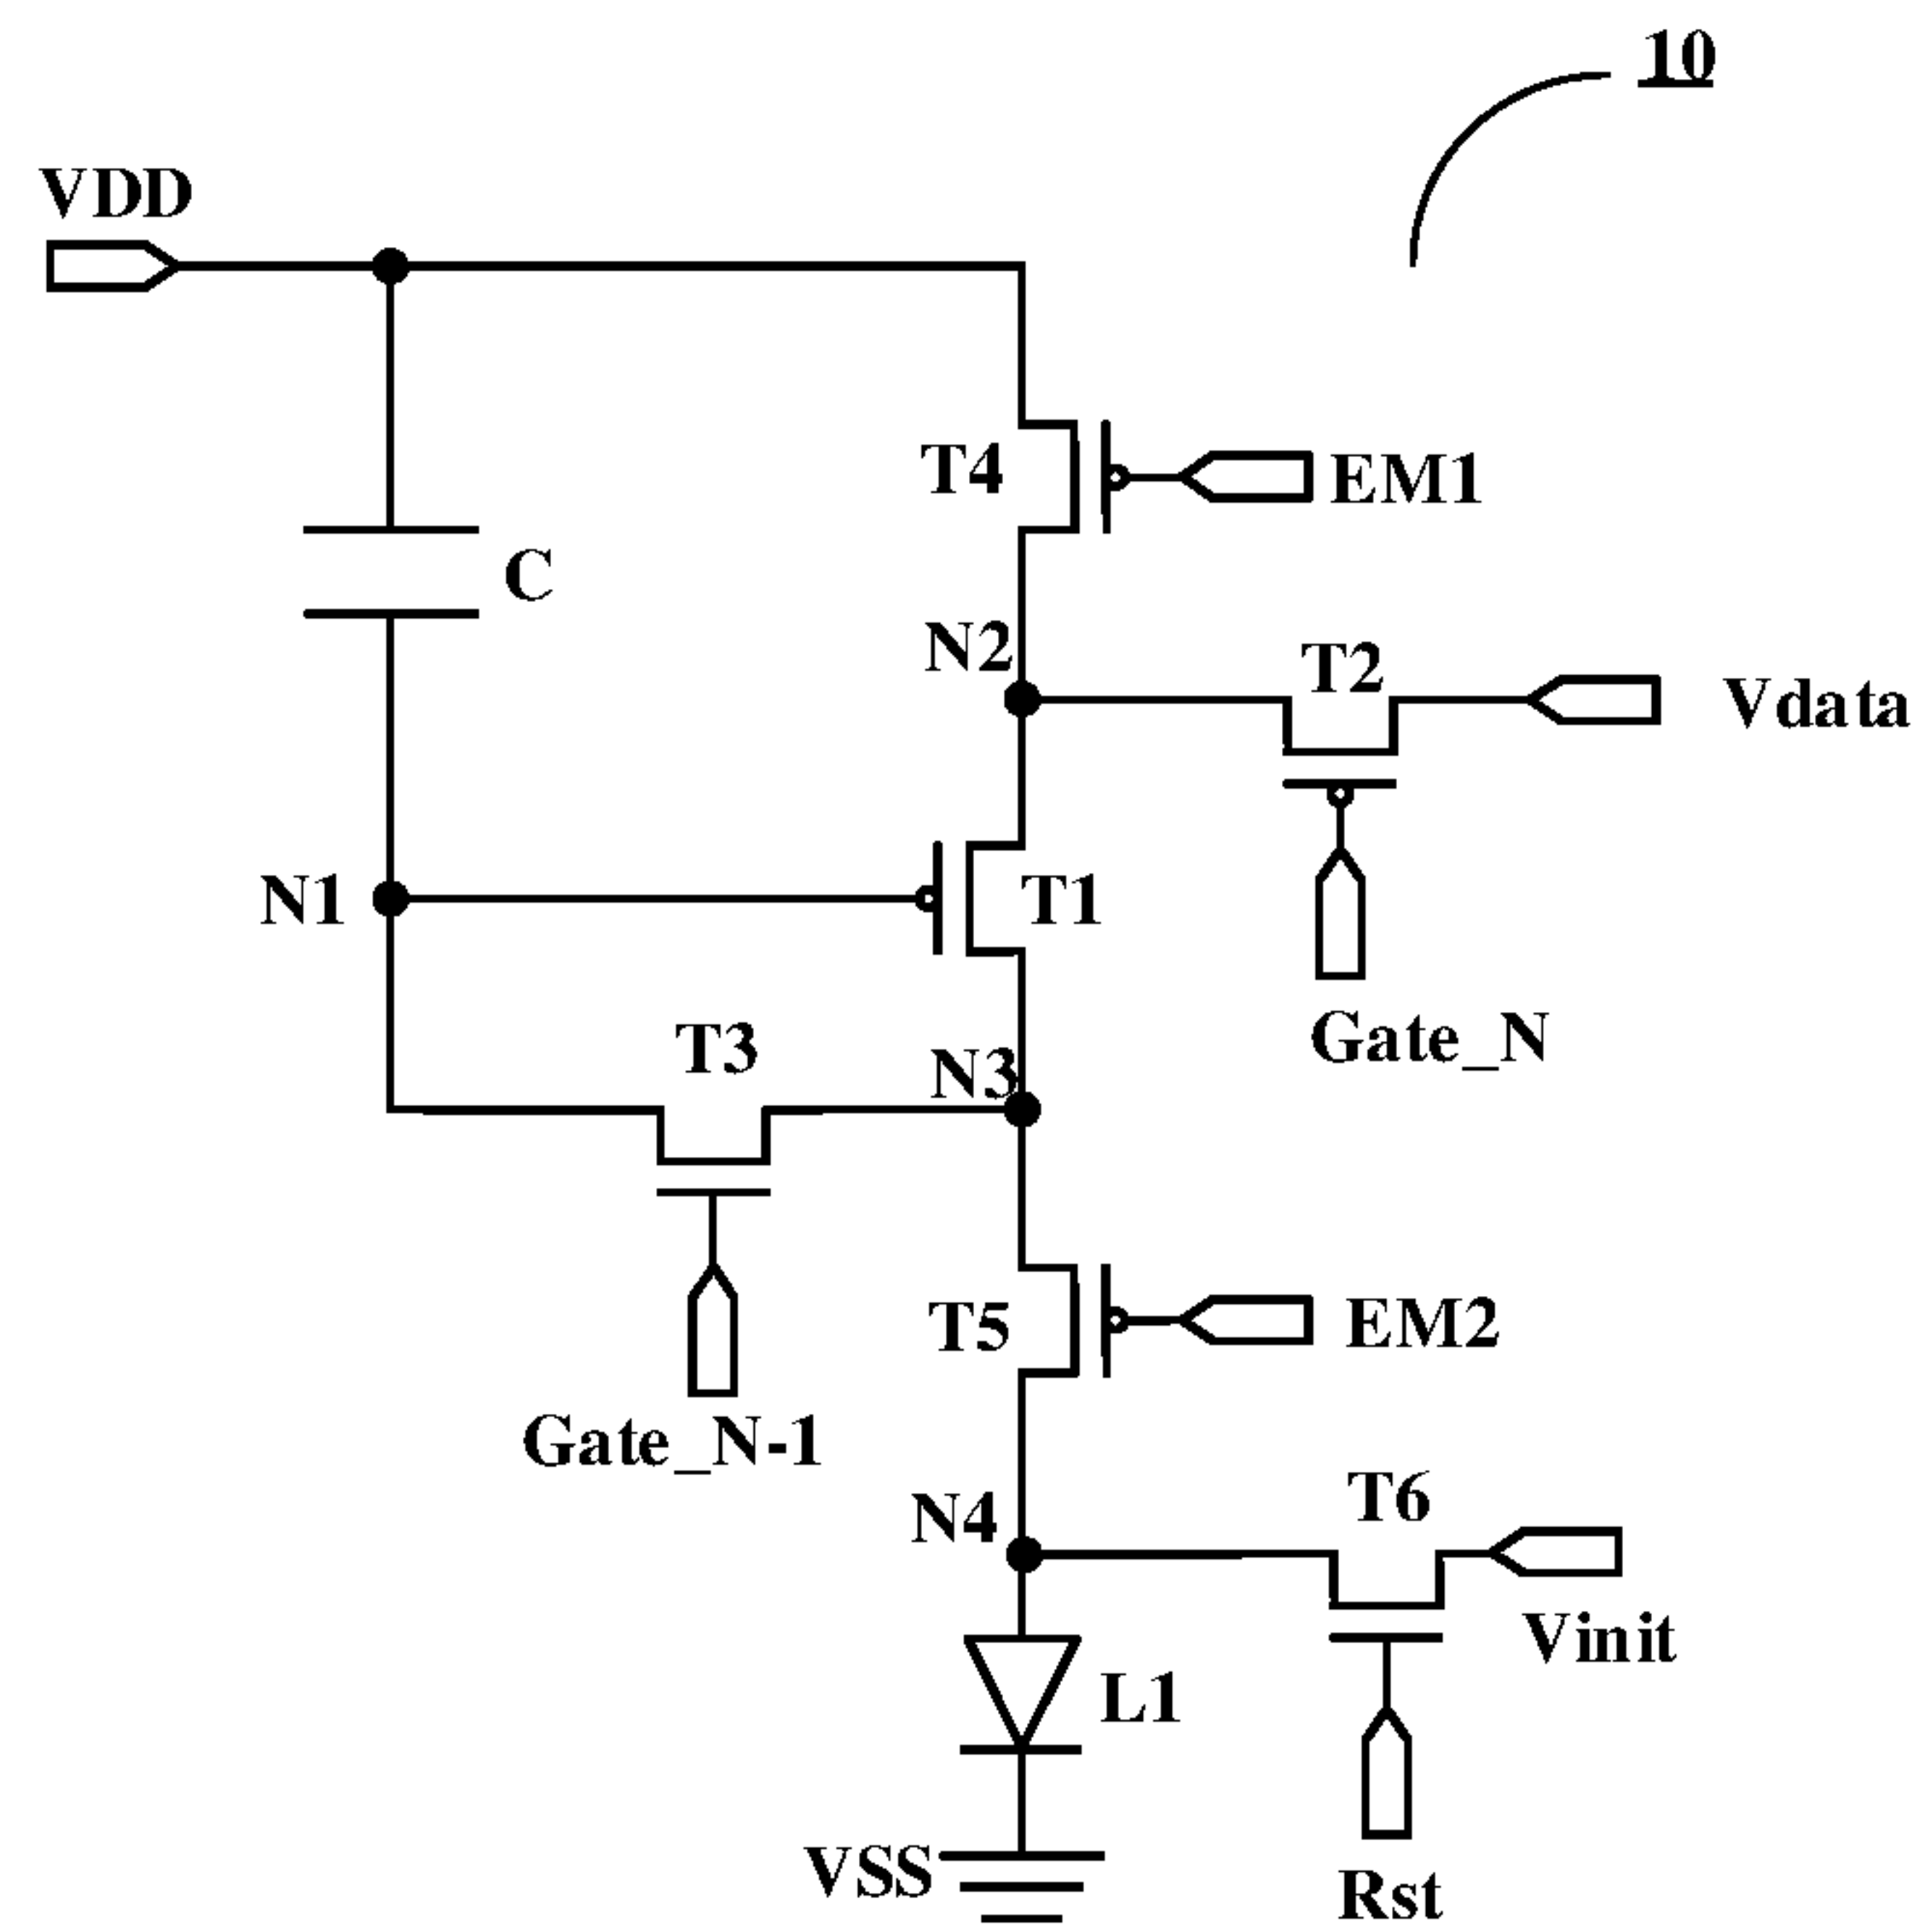 10
VDD
T4
EM1
C
N2
T2
Vdata
N1
T1
T3
N3
Gate_N
T5
EM2
Gate_N-1
N4
T6
Vinit
L1
VSS
Rst